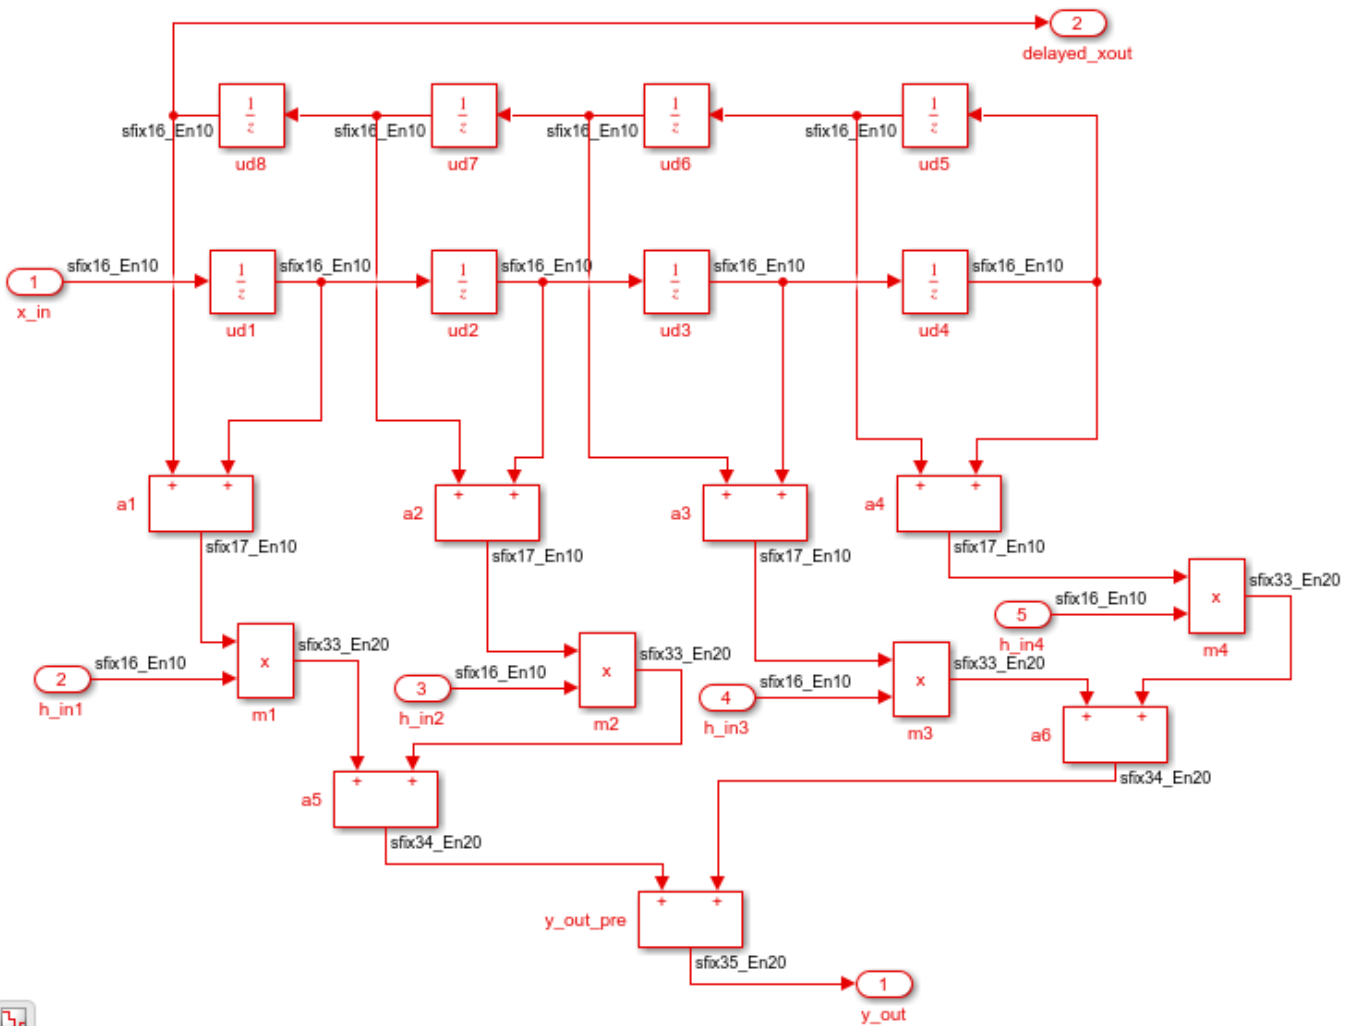 2
delayed_xout
1/z
1/z
1/z
1/z
sfix16_En10
sfix16_En10
sfix16_En10
sfix16_En10
ud8
ud7
ud6
ud5
sfix16_En10
sfix16_En10
sfix16_En10
sfix16_En10
sfix16_En10
1
1/z
1/z
1/z
1/z
x_in
ud1
ud2
ud3
ud4
+ +
+ +
+ +
+ +
a1
a2
a3
a4
sfix17_En10
sfix17_En10
sfix17_En10
sfix17_En10
sfix33_En20
x
sfix16_En10
5
h_in4
m4
sfix33_En20
sfix33_En20
sfix33_En20
sfix16_En10
sfix16_En10
sfix16_En10
x
x
x
2
3
4
h_in1
h_in2
h_in3
m1
m2
m3
+ +
a6
sfix34_En20
+ +
a5
sfix34_En20
+ +
y_out_pre
sfix35_En20
1
y_out